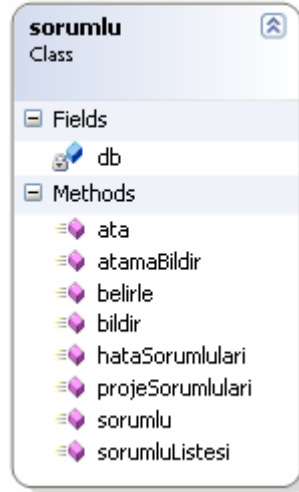 sorumlu
Class
Fields
db
Methods
ata
atamaBildir
belirle
bildir
hataSorumlulari
projeSorumlulari
sorumlu
sorumluListesi